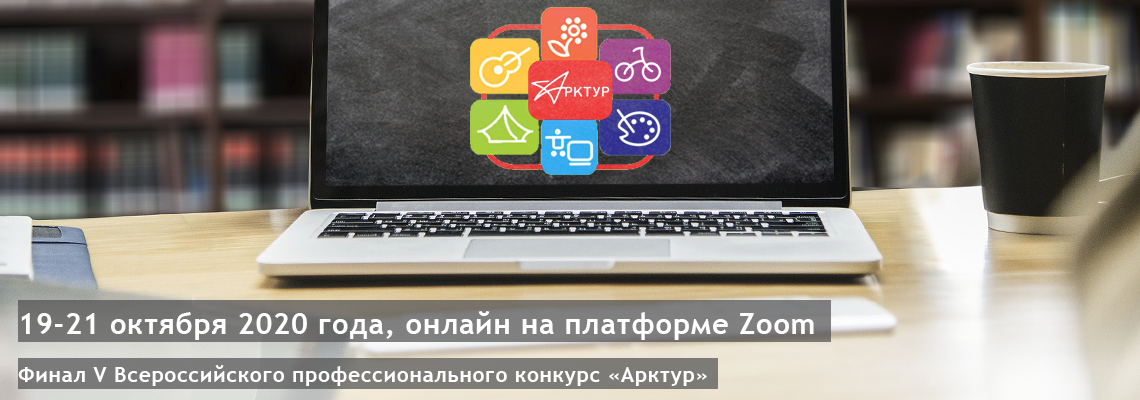 АРКТУР
19-21 октября 2020 года, онлайн на платформе Zoom
Финал V Всероссийского профессионального конкурс «Арктур»